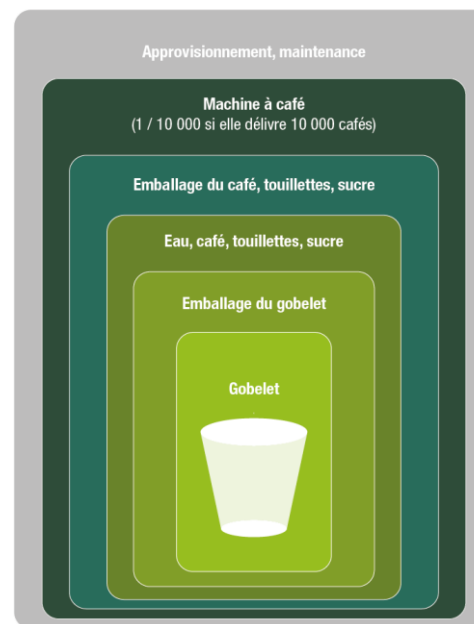 Approvisionnement, maintenance
Machine à café
(1 / 10 000 si elle délivre 10 000 cafés)
Emballage du café, touillettes, sucre
Eau, café, touillettes, sucre
Emballage du gobelet
Gobelet